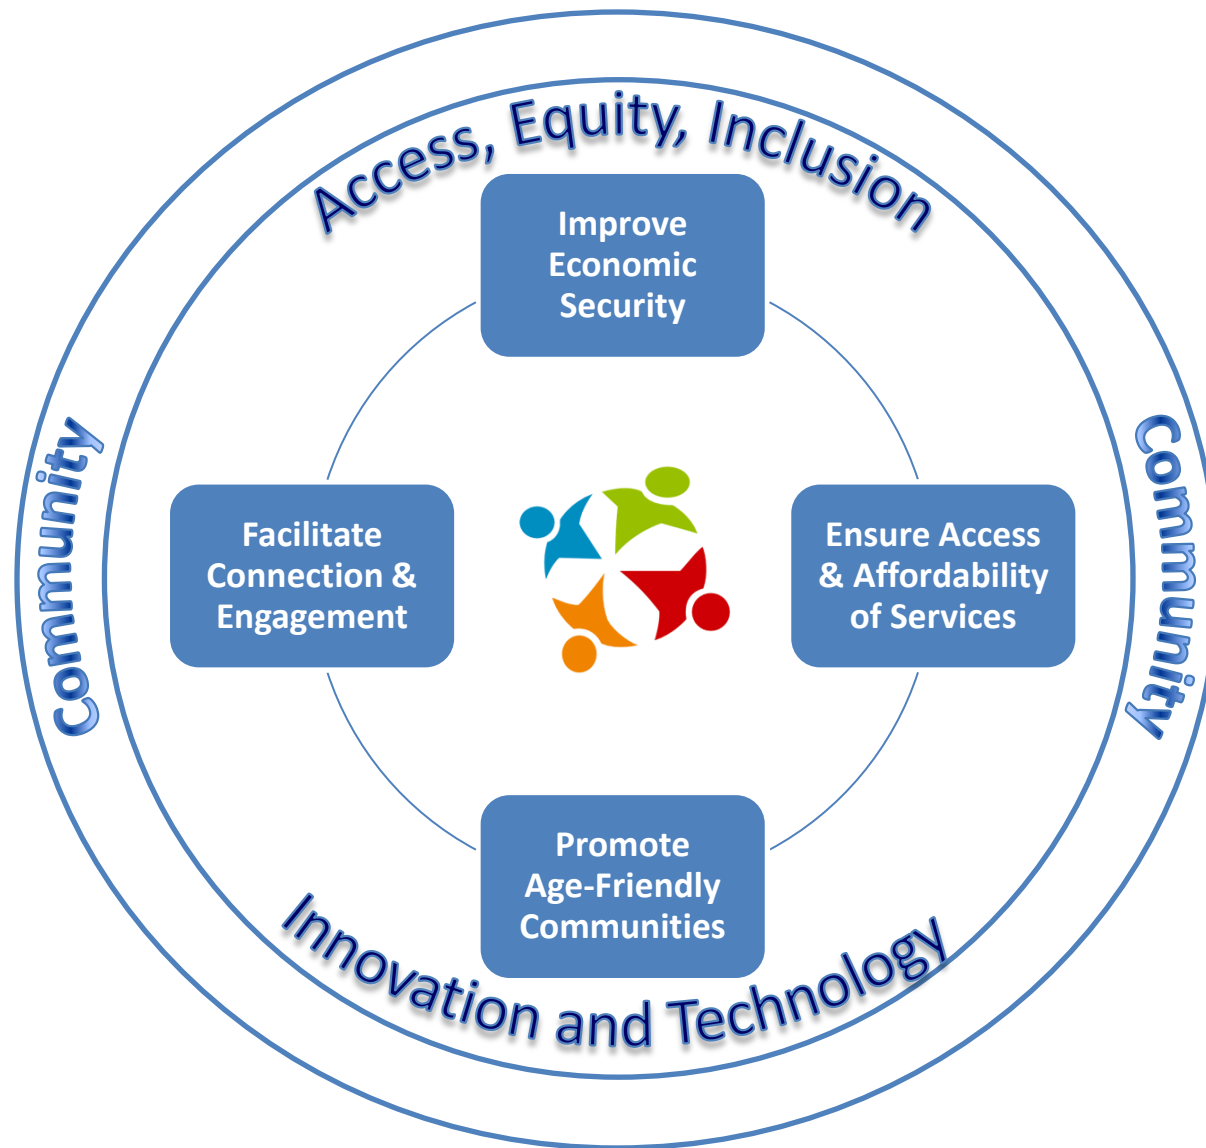 Access, Equity, Inclusion
Improve
Economic
Security
Community
Facilitate
Connection &
Engagement
Ensure Access
& Affordability
of Services
Community
Promote
Age-Friendly
Communities
Innovation and Technology